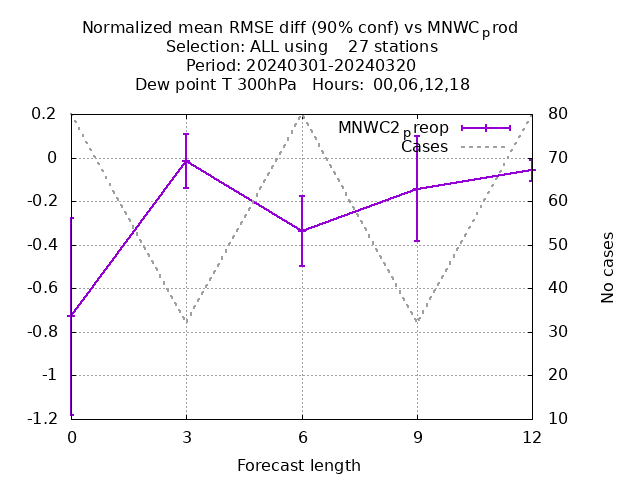 Normalized mean RMSE diff (90% conf) vs MNWCprod
Selection: ALL using    27 stations
Period: 20240301-20240320
Dew point T 300hPa   Hours: 00,06,12,18
MNWC2preop
Cases
0.2
0
-0.2
-0.4
-0.6
-0.8
-1
-1.2
80
70
60
50
40
30
20
10
No cases
0 3 6 9 12
Forecast length